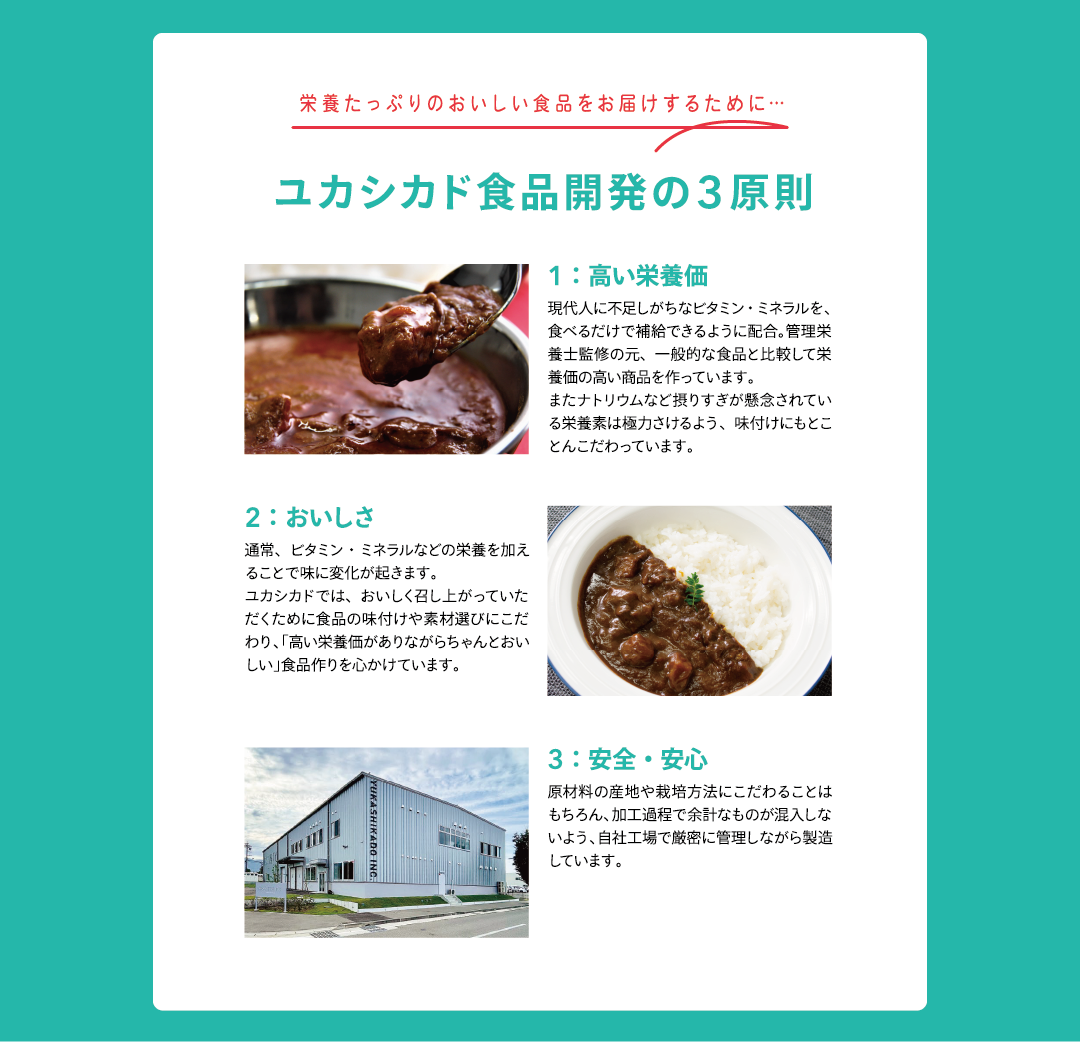 栄養たっぷりのおいしい食品をお届けするために…
ユカシカド食品開発の3原則
1：高い栄養価
現代人に不足しがちなビタミン・ミネラルを、
食べるだけで補給できるように配合。管理栄
養士監修の元、一般的な食品と比較して栄
養価の高い商品を作っています。
またナトリウムなど摂りすぎが懸念されてい
る栄養素は極力さけるよう、味付けにもとこ
とんこだわっています。
2：おいしさ
通常、ビタミン・ミネラルなどの栄養を加え
ることで味に変化が起きます。
ユカシカドでは、おいしく召し上がっていた
だくために食品の味付けや素材選びにこだ
わり、「高い栄養価がありながらちゃんとおい
しい」食品作りを心かけています。
YUKASHIKADO INC.
3：安全・安心
原材料の産地や栽培方法にこだわることは
もちろん、加工過程で余計なものが混入しな
いよう、自社工場で厳密に管理しながら製造
しています。